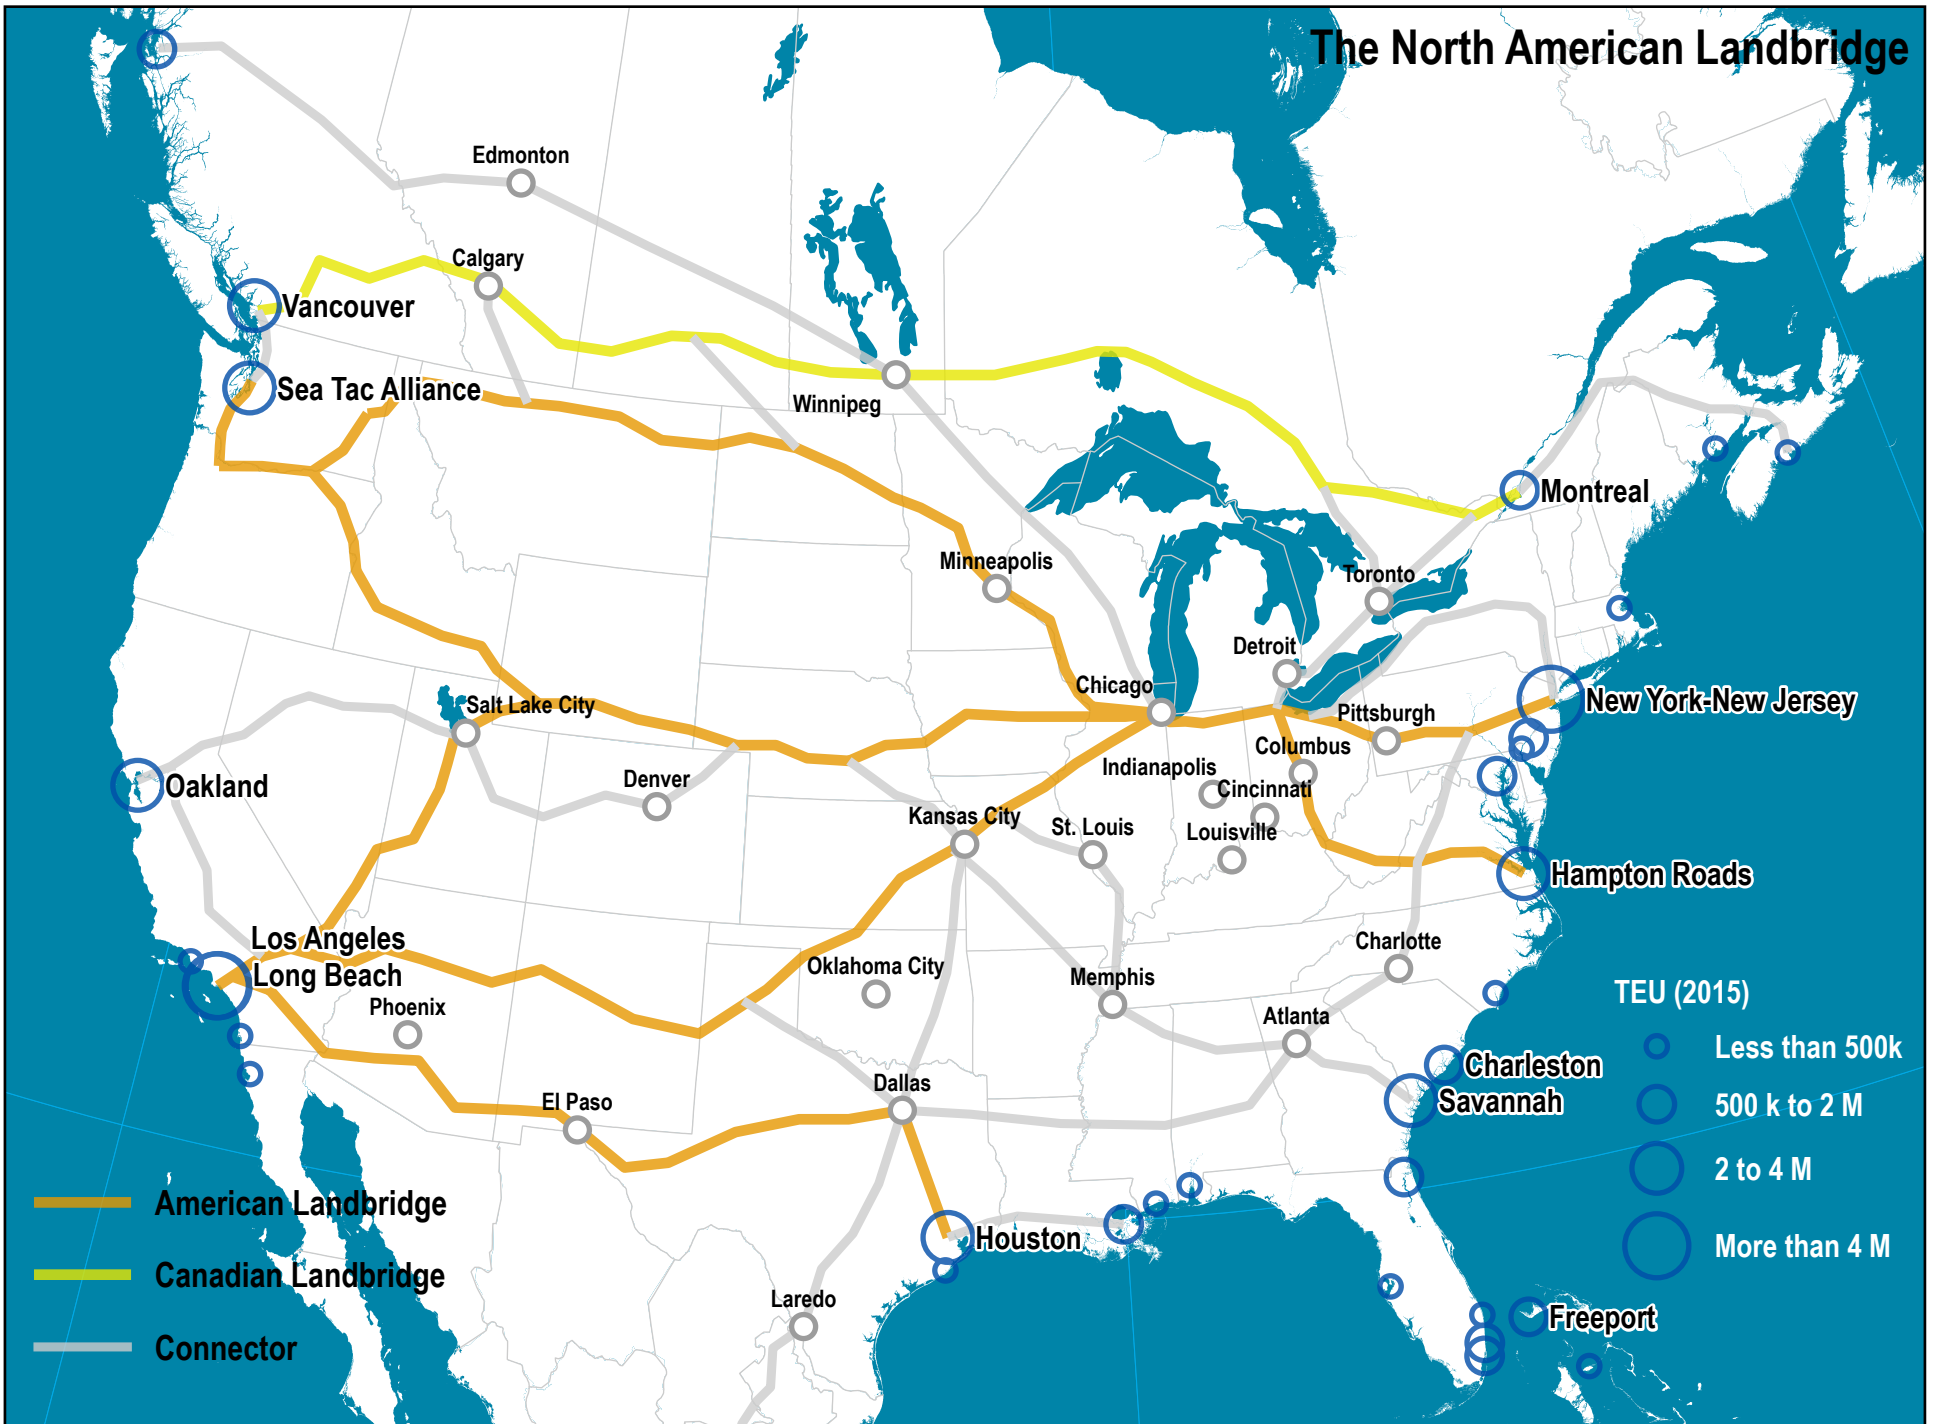 The North American Landbridge
Edmonton
Calgary
Vancouver
Sea Tac Alliance
Winnipeg
Montreal
Minneapolis
Toronto
Detroit
Chicago
Salt Lake City
New York-New Jersey
Pittsburgh
Columbus
Oakland
Denver
Indianapolis
Cincinnati
Kansas City
St. Louis
Louisville
Hampton Roads
Los Angeles
Long Beach
Charlotte
Oklahoma City
Memphis
Phoenix
Atlanta
TEU (2015)
Less than 500k
500 k to 2 M
2 to 4 M
More than 4 M
Charleston
Savannah
Dallas
El Paso
Houston
Laredo
Freeport
American Landbridge
Canadian Landbridge
Connector